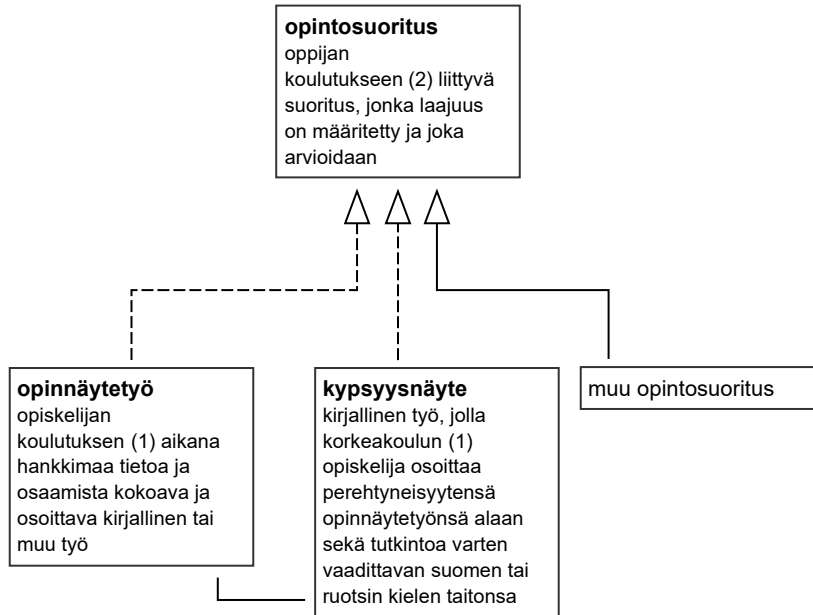 opintosuoritus
oppijan
koulutukseen (2) liittyvä
suoritus, jonka laajuus
on määritetty ja joka
arvioidaan
opinnäytetyö
opiskelijan
koulutuksen (1) aikana
hankkimaa tietoa ja
osaamista kokoava ja
osoittava kirjallinen tai
muu työ
kypsyysnäyte
kirjallinen työ, jolla
korkeakoulun (1)
opiskelija osoittaa
perehtyneisyytensä
opinnäytetyönsä alaan
sekä tutkintoa varten
vaadittavan suomen tai
ruotsin kielen taitonsa
muu opintosuoritus